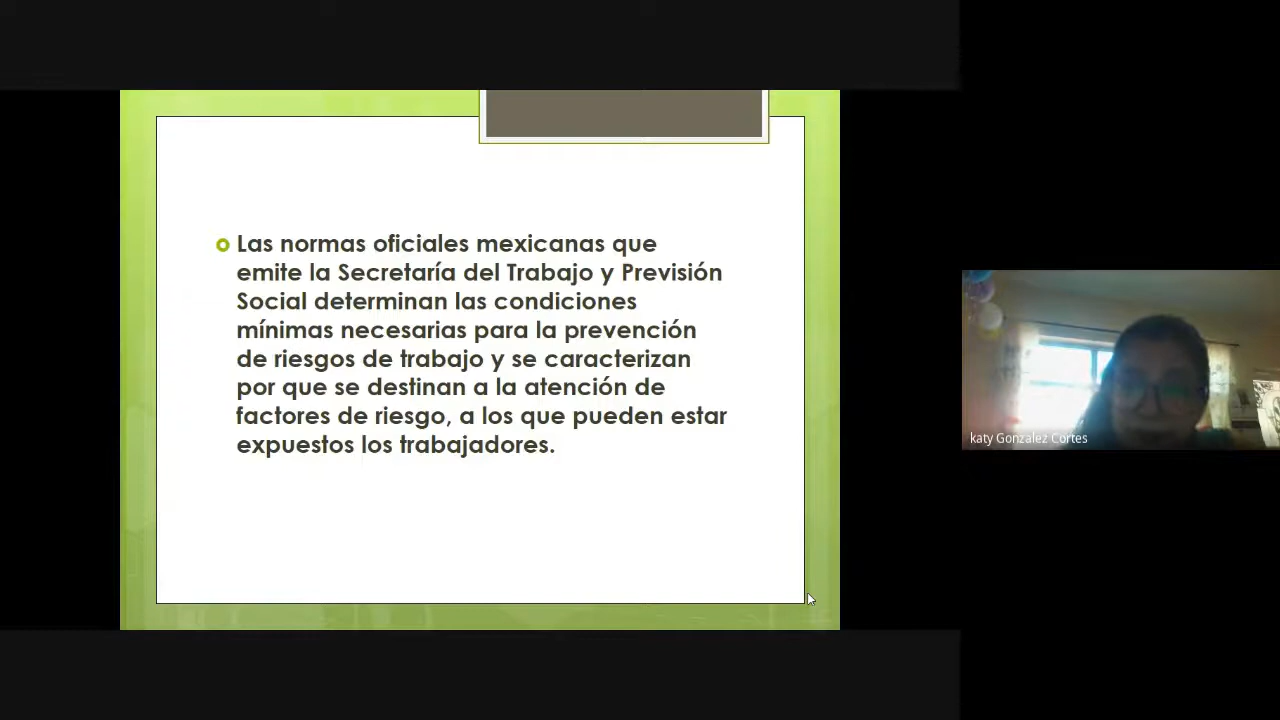 Las normas oficiales mexicanas que
emite la Secretaría del Trabajo y Previsión
Social determinan las condiciones
mínimas necesarias para la prevención
de riesgos de trabajo y se caracterizan
por que se destinan a la atención de
factores de riesgo, a los que pueden estar
expuestos los trabajadores.
katy Gonzalez Cortes